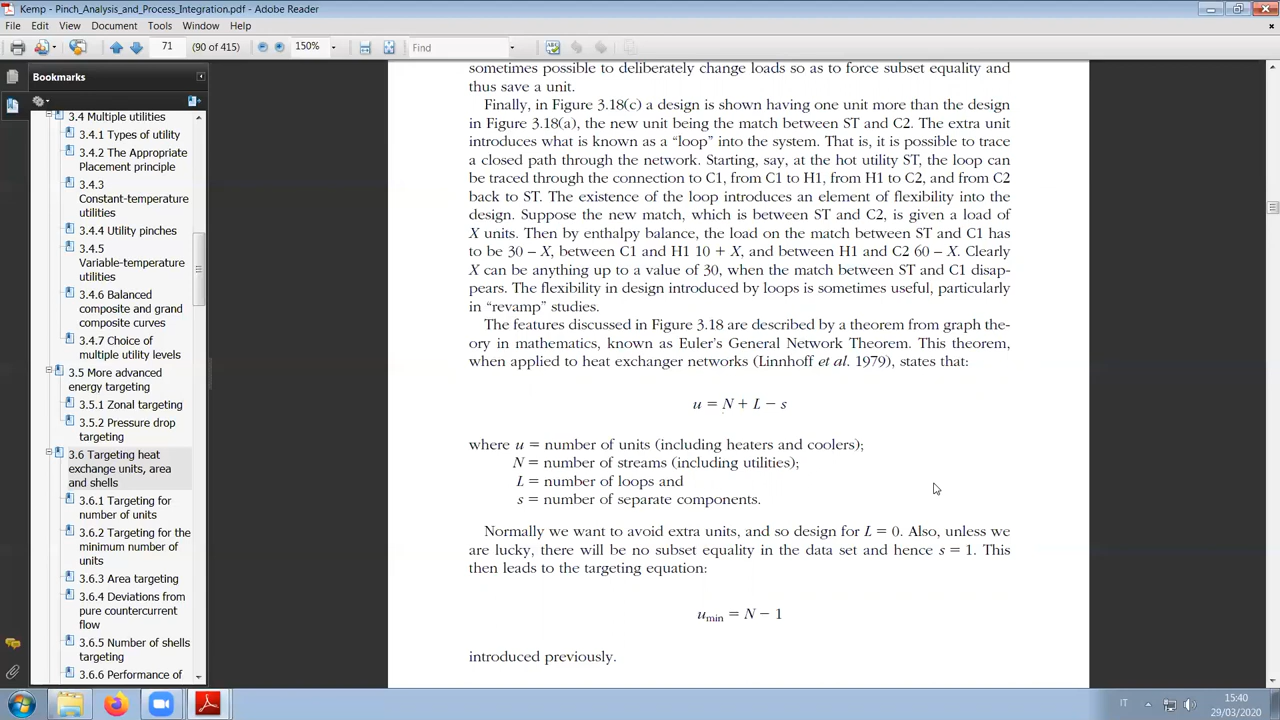 Kemp - Pinch_Analysis_and_Process_Integration.pdf - Adobe Reader
File Edit View Document Tools Window Help
71 (90 of 415) 150% Find
Bookmarks
3.4 Multiple utilities
3.4.1 Types of utility
3.4.2 The Appropriate
Placement principle
3.4.3
Constant-temperature
utilities
3.4.4 Utility pinches
3.4.5
Variable-temperature
utilities
3.4.6 Balanced
composite and grand
composite curves
3.4.7 Choice of
multiple utility levels
3.5 More advanced
energy targeting
3.5.1 Zonal targeting
3.5.2 Pressure drop
targeting
3.6 Targeting heat
exchange units, area
and shells
3.6.1 Targeting for
number of units
3.6.2 Targeting for the
minimum number of
units
3.6.3 Area targeting
3.6.4 Deviations from
pure countercurrent
flow
3.6.5 Number of shells
targeting
3.6.6 Performance of
sometimes possible to deliberately change loads so as to force subset equality and
thus save a unit.
Finally, in Figure 3.18(c) a design is shown having one unit more than the design
in Figure 3.18(a), the new unit being the match between ST and C2. The extra unit
introduces what is known as a “loop” into the system. That is, it is possible to trace
a closed path through the network. Starting, say, at the hot utility ST, the loop can
be traced through the connection to C1, from C1 to H1, from H1 to C2, and from C2
back to ST. The existence of the loop introduces an element of flexibility into the
design. Suppose the new match, which is between ST and C2, is given a load of
X units. Then by enthalpy balance, the load on the match between ST and C1 has
to be 30 – X, between C1 and H1 10 + X, and between H1 and C2 60 – X. Clearly
X can be anything up to a value of 30, when the match between ST and C1 disap-
pears. The flexibility in design introduced by loops is sometimes useful, particularly
in “revamp” studies.
The features discussed in Figure 3.18 are described by a theorem from graph the-
ory in mathematics, known as Euler’s General Network Theorem. This theorem,
when applied to heat exchanger networks (Linnhoff et al. 1979), states that:
u = N + L − s
where u = number of units (including heaters and coolers);
N = number of streams (including utilities);
L = number of loops and
s = number of separate components.
Normally we want to avoid extra units, and so design for L = 0. Also, unless we
are lucky, there will be no subset equality in the data set and hence s = 1. This
then leads to the targeting equation:
umin = N − 1
introduced previously.
IT
15:40
29/03/2020